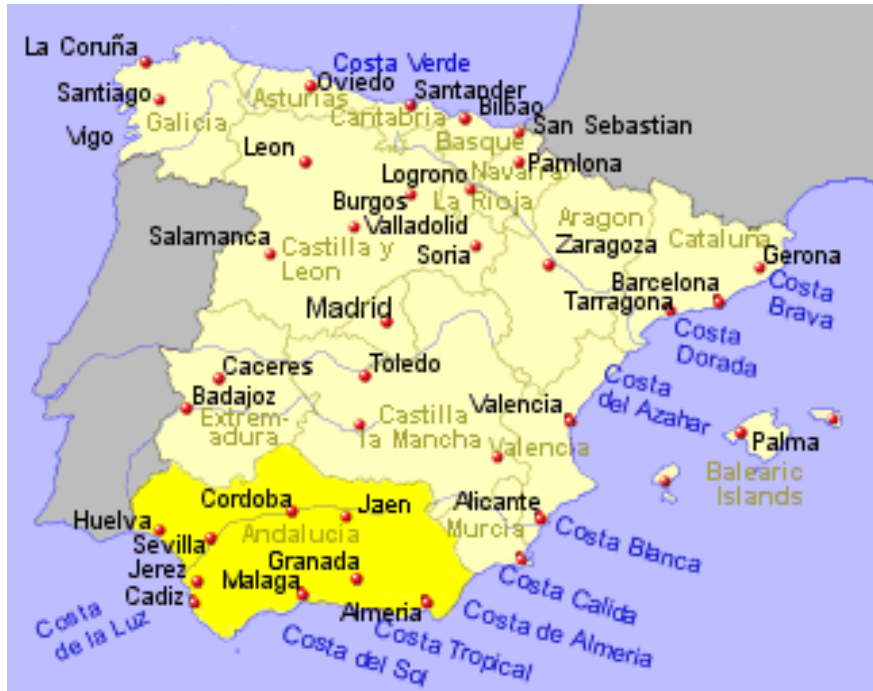 La Coruña
Costa Verde
Oviedo
Santander
Santiago
Asturias
Cantabria
Bilbao
Galicia
San Sebastian
Vigo
Basque
Leon
Pamlona
Navarra
Logrono
Burgos
La Rioja
Aragon
Valladolid
Salamanca
Castilla y
Leon
Soria
Zaragoza
Cataluña
Gerona
Barcelona
Tarragona
Costa
Brava
Madrid
Costa
Dorada
Caceres
Toledo
Badajoz
Extrem-
adura
Castilla
la Mancha
Valencia
Costa
del Azahar
Valencia
Palma
Balearic
Islands
Cordoba
Jaen
Alicante
Murcia
Huelva
Sevilla
Andalucia
Costa Blanca
Jerez
Granada
Malaga
Cadiz
Almeria
Costa Calida
Costa
de la Luz
Costa del Sol
Costa Tropical
Costa de Almeria